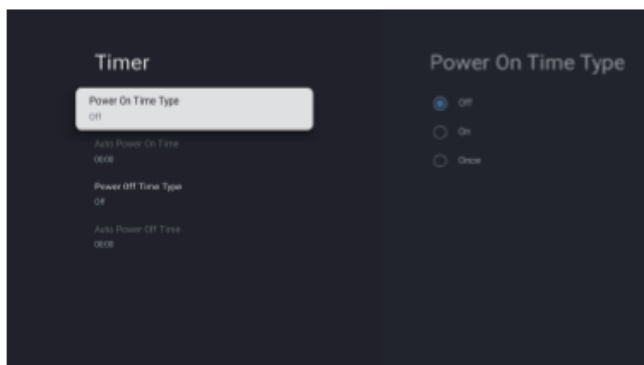 Timer
Power On Time Type
Off
Auto Power On Time
00:00
Power Off Time Type
Off
Auto Power Off Time
00:00
Power On Time Type
Off
On
Once